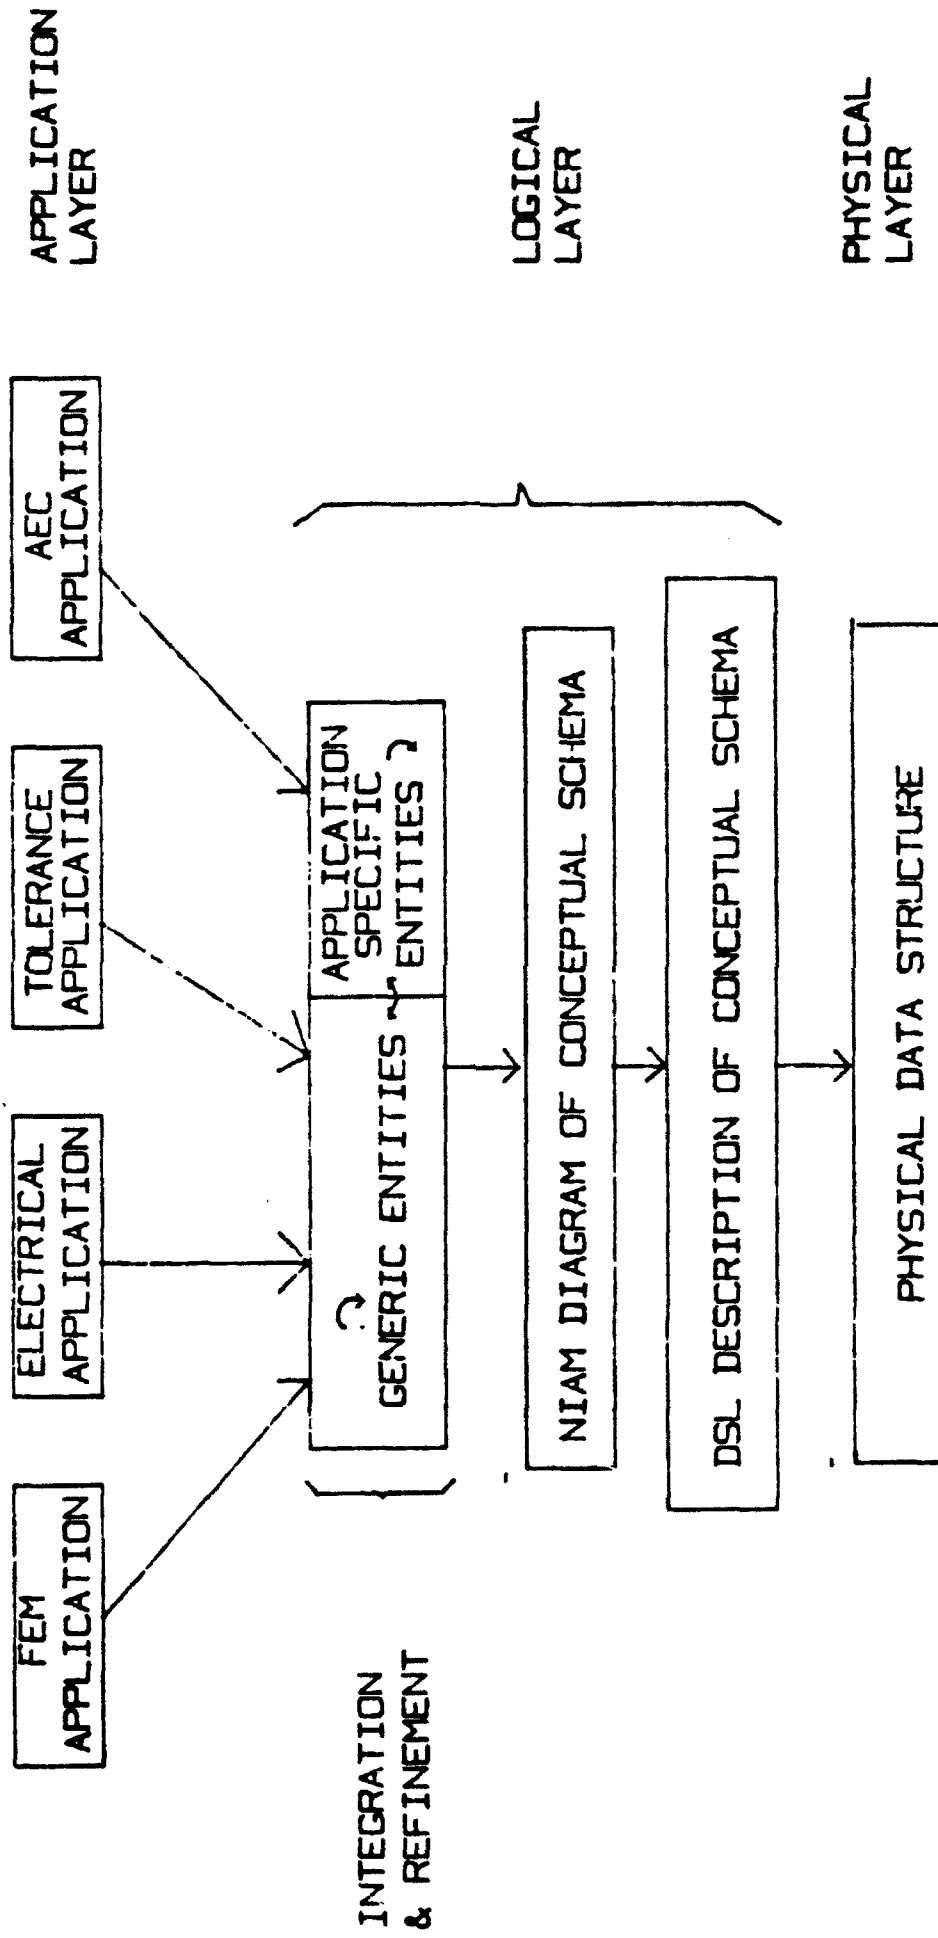 FEM
APPLICATION
ELECTRICAL
APPLICATION
TOLERANCE
APPLICATION
AEC
APPLICATION
APPLICATION
LAYER
INTEGRATION
& REFINEMENT
GENERIC ENTITIES
APPLICATION
SPECIFIC
ENTITIES
LOGICAL
LAYER
NIAM DIAGRAM OF CONCEPTUAL SCHEMA
DSL DESCRIPTION OF CONCEPTUAL SCHEMA
PHYSICAL DATA STRUCTURE
PHYSICAL
LAYER